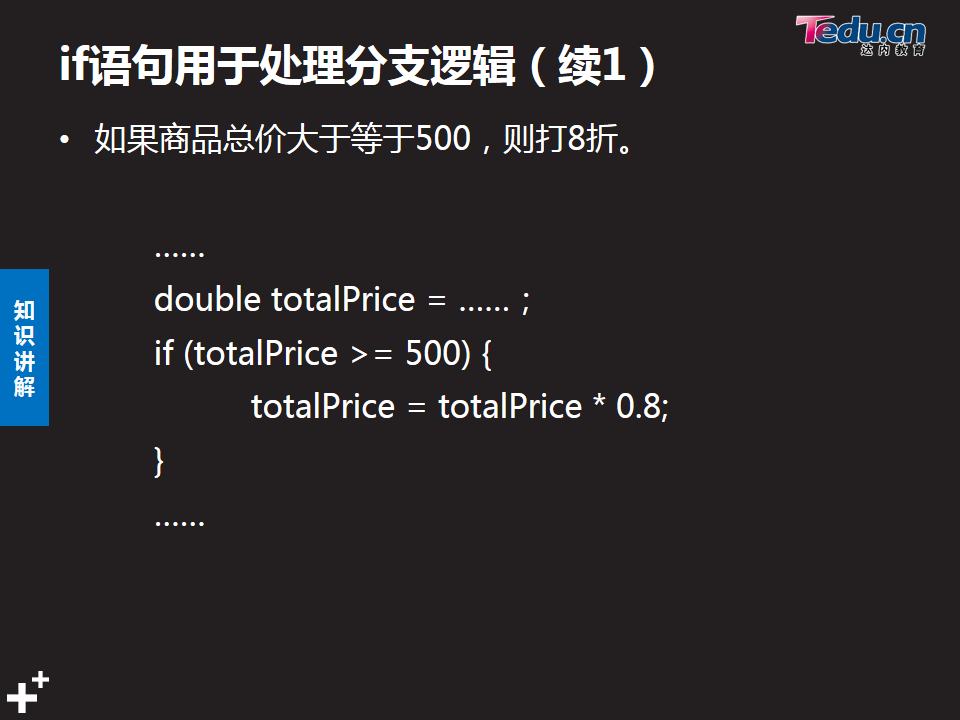 Tedu.cn
达内教育
if语句用于处理分支逻辑（续1）
• 如果商品总价大于等于500，则打8折。
……
double totalPrice = …… ;
if (totalPrice >= 500) {
totalPrice = totalPrice * 0.8;
}
……
知识讲解